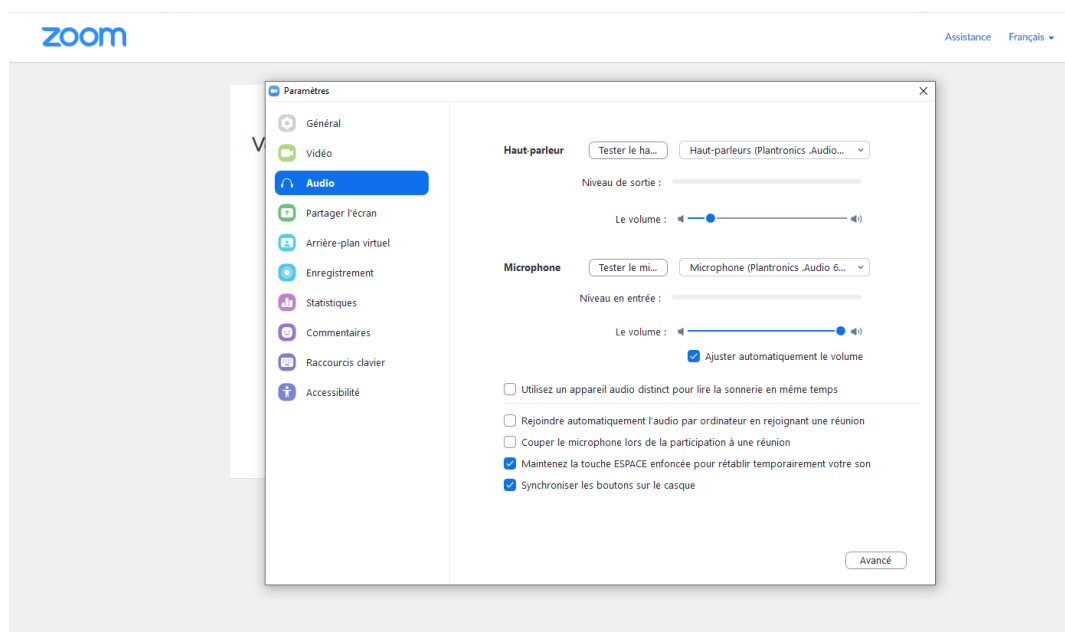 zoom
Assistance Français
Paramètres
V
Général
Vidéo
Audio
Partager l'écran
Arrière-plan virtuel
Enregistrement
Statistiques
Commentaires
Raccourcis clavier
Accessibilité
Haut-parleur Tester le ha... Haut-parleurs (Plantronics .Audio...
Niveau de sortie :
Le volume :
Microphone Tester le mi... Microphone (Plantronics .Audio 6...
Niveau en entrée :
Le volume :
Ajuster automatiquement le volume
Utilisez un appareil audio distinct pour lire la sonnerie en même temps
Rejoindre automatiquement l'audio par ordinateur en rejoignant une réunion
Couper le microphone lors de la participation à une réunion
Maintenez la touche ESPACE enfoncée pour rétablir temporairement votre son
Synchroniser les boutons sur le casque
Avancé